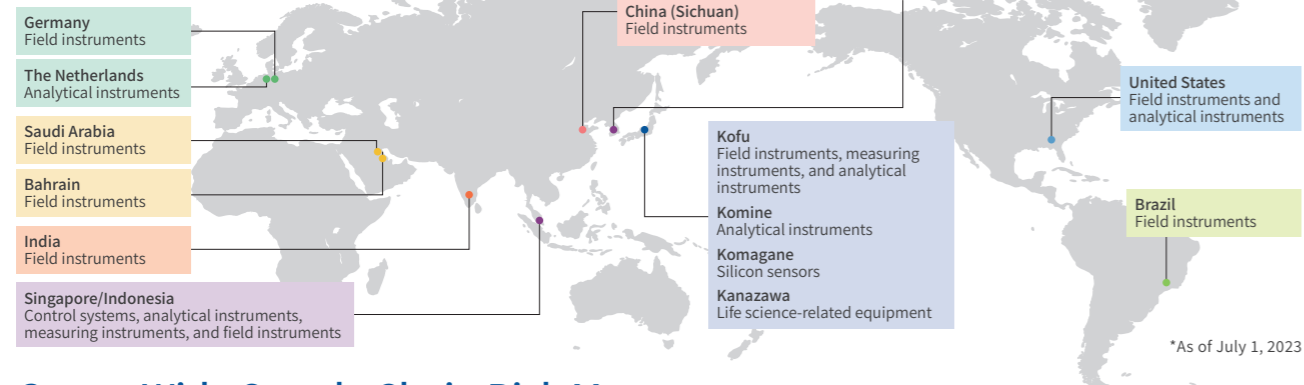 Germany
Field instruments
The Netherlands
Analytical instruments
Saudi Arabia
Field instruments
Bahrain
Field instruments
India
Field instruments
Singapore/Indonesia
Control systems, analytical instruments,
measuring instruments, and field instruments
China (Sichuan)
Field instruments
Kofu
Field instruments, measuring
instruments, and analytical
instruments
Komine
Analytical instruments
Komagane
Silicon sensors
Kanazawa
Life science-related equipment
United States
Field instruments and
analytical instruments
Brazil
Field instruments
*As of July 1, 2023